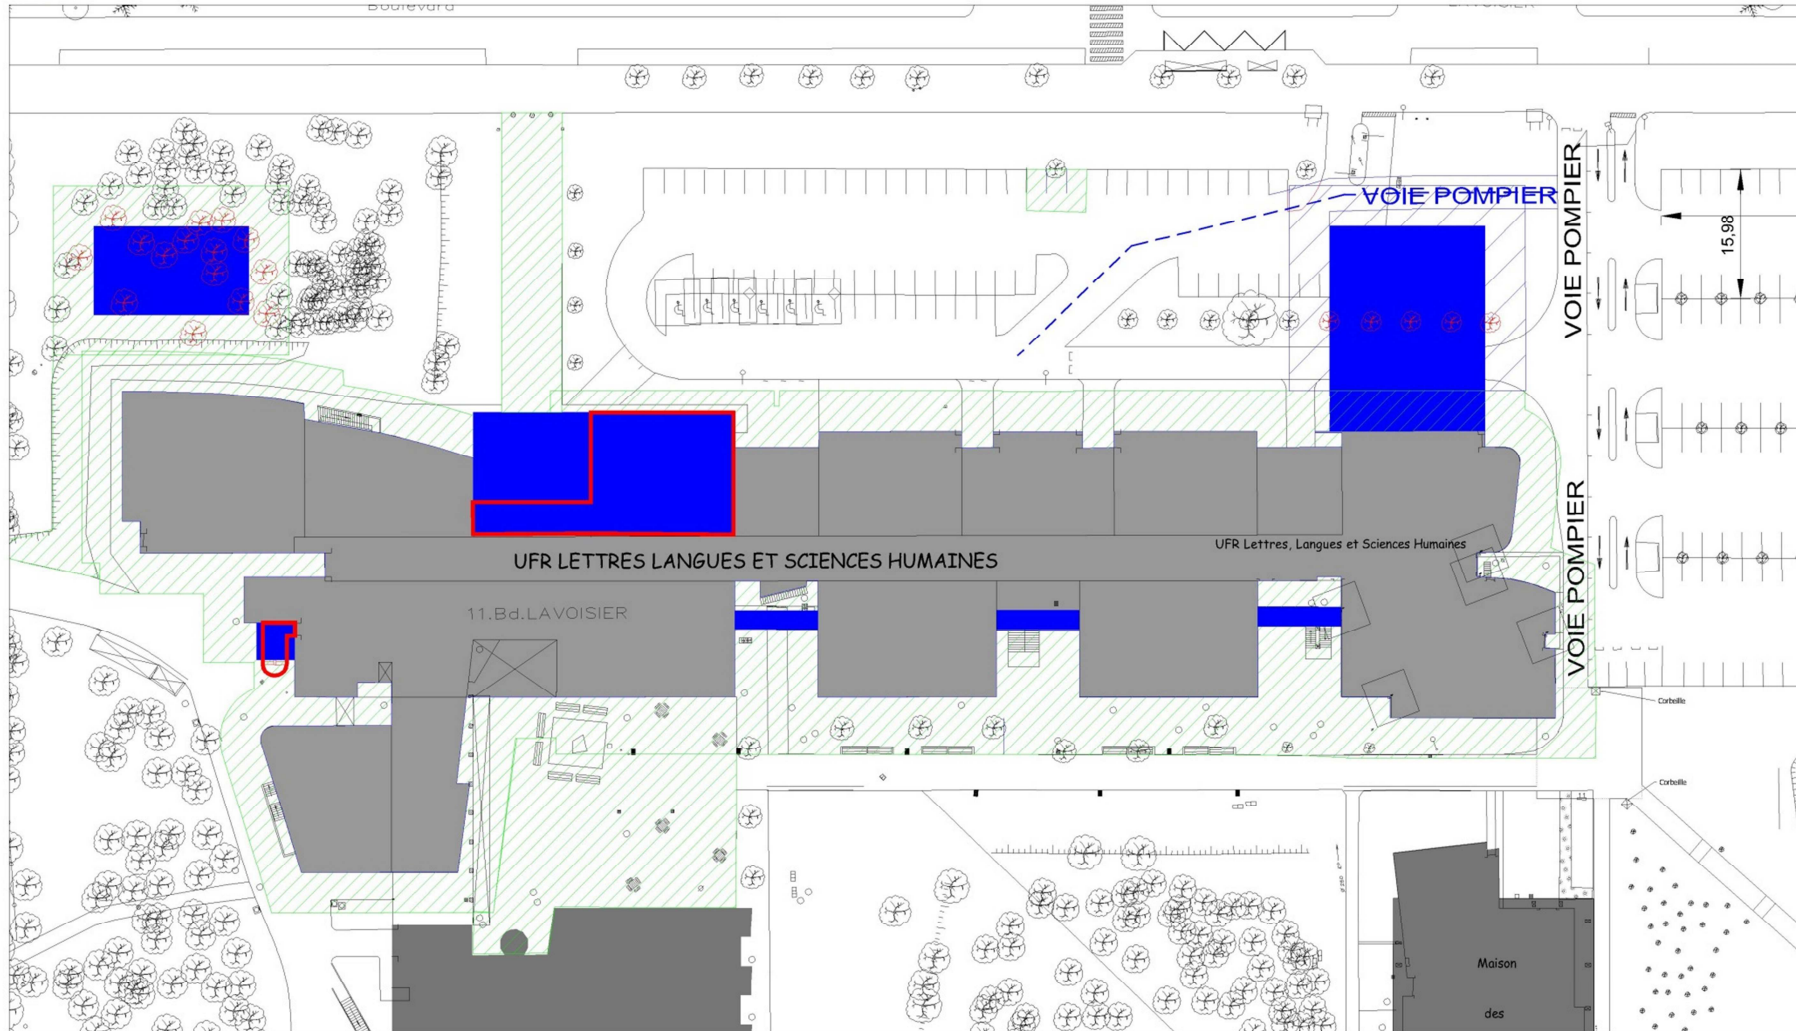 Boulevard
LAVOISIER
VOIE POMPIER
VOIE POMPIER
15,98
VOIE POMPIER
UFR LETTRES LANGUES ET SCIENCES HUMAINES
UFR Lettres, Langues et Sciences Humaines
11.Bd.LAVOISIER
Corbeille
Corbeille
Maison
des